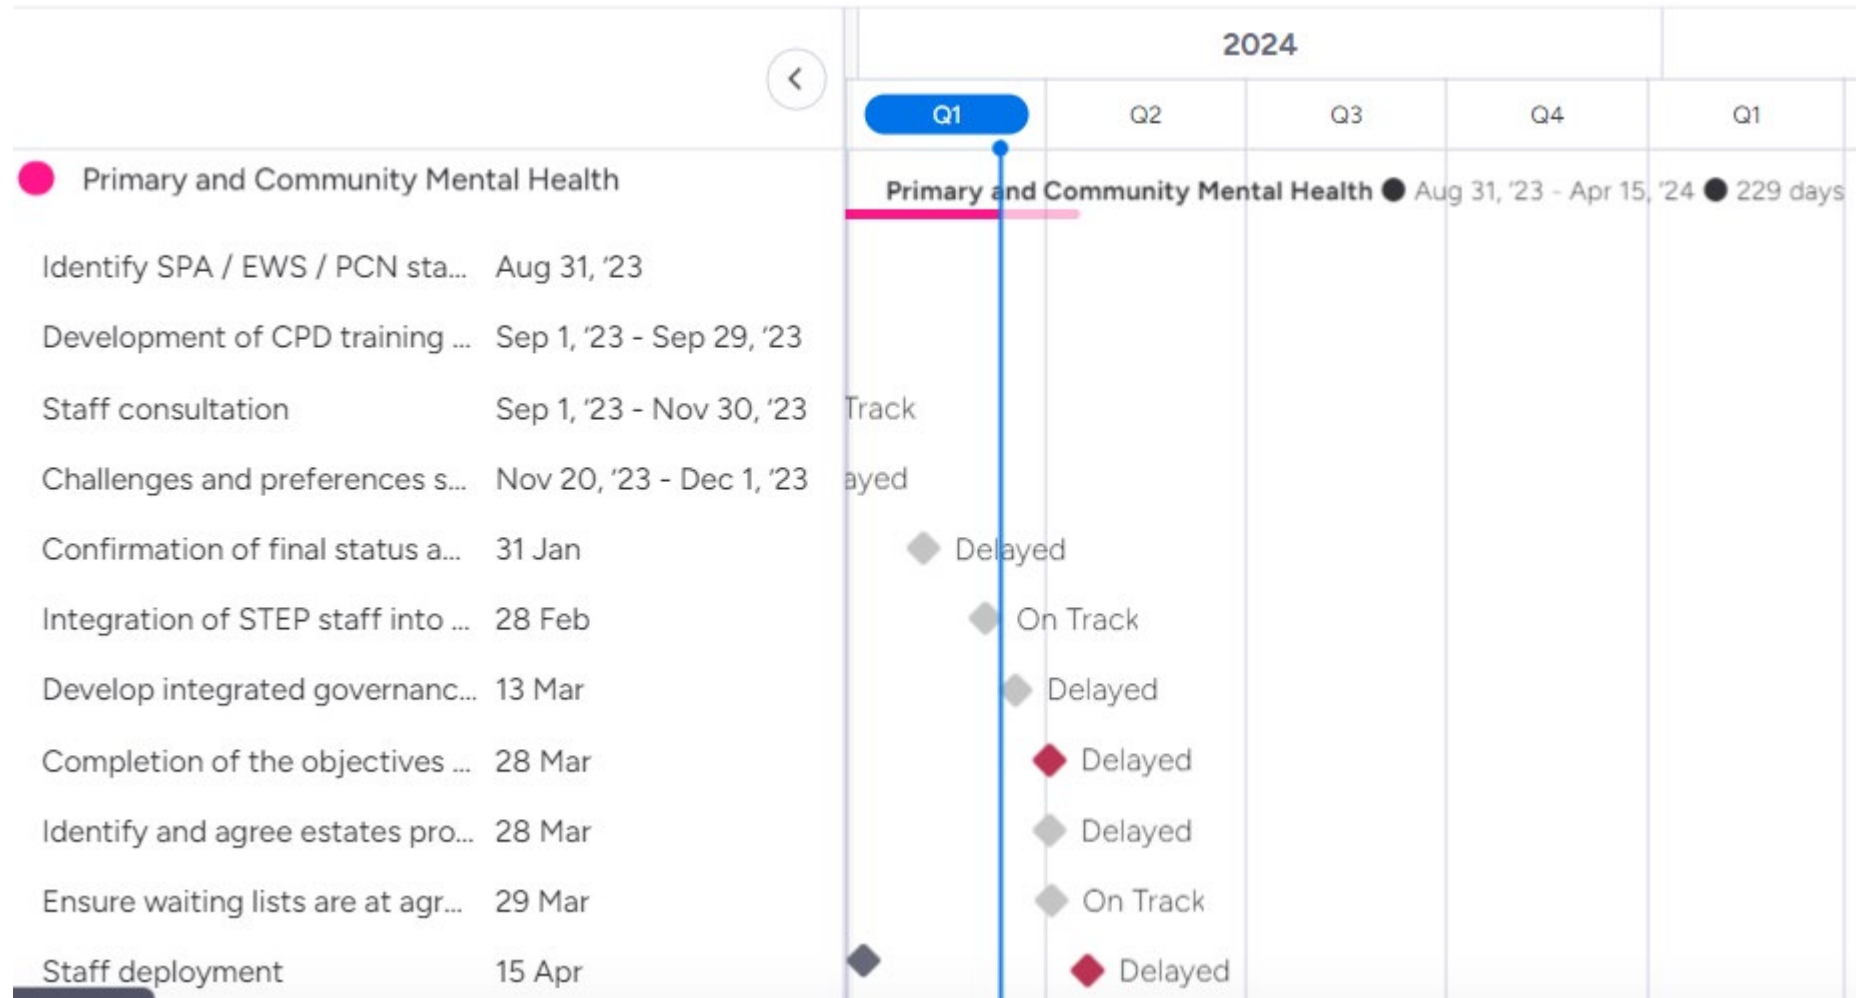 2024
Q1 Q2 Q3 Q4 Q1
Primary and Community Mental Health
Primary and Community Mental Health ● Aug 31, '23 - Apr 15, '24 ● 229 days
Identify SPA / EWS / PCN sta... Aug 31, '23
Development of CPD training ... Sep 1, '23 - Sep 29, '23
Staff consultation Sep 1, '23 - Nov 30, '23 Track
Challenges and preferences s... Nov 20, '23 - Dec 1, '23 ayed
Confirmation of final status a... 31 Jan Delayed
Integration of STEP staff into ... 28 Feb On Track
Develop integrated governanc... 13 Mar Delayed
Completion of the objectives ... 28 Mar Delayed
Identify and agree estates pro... 28 Mar Delayed
Ensure waiting lists are at agr... 29 Mar On Track
Staff deployment 15 Apr Delayed